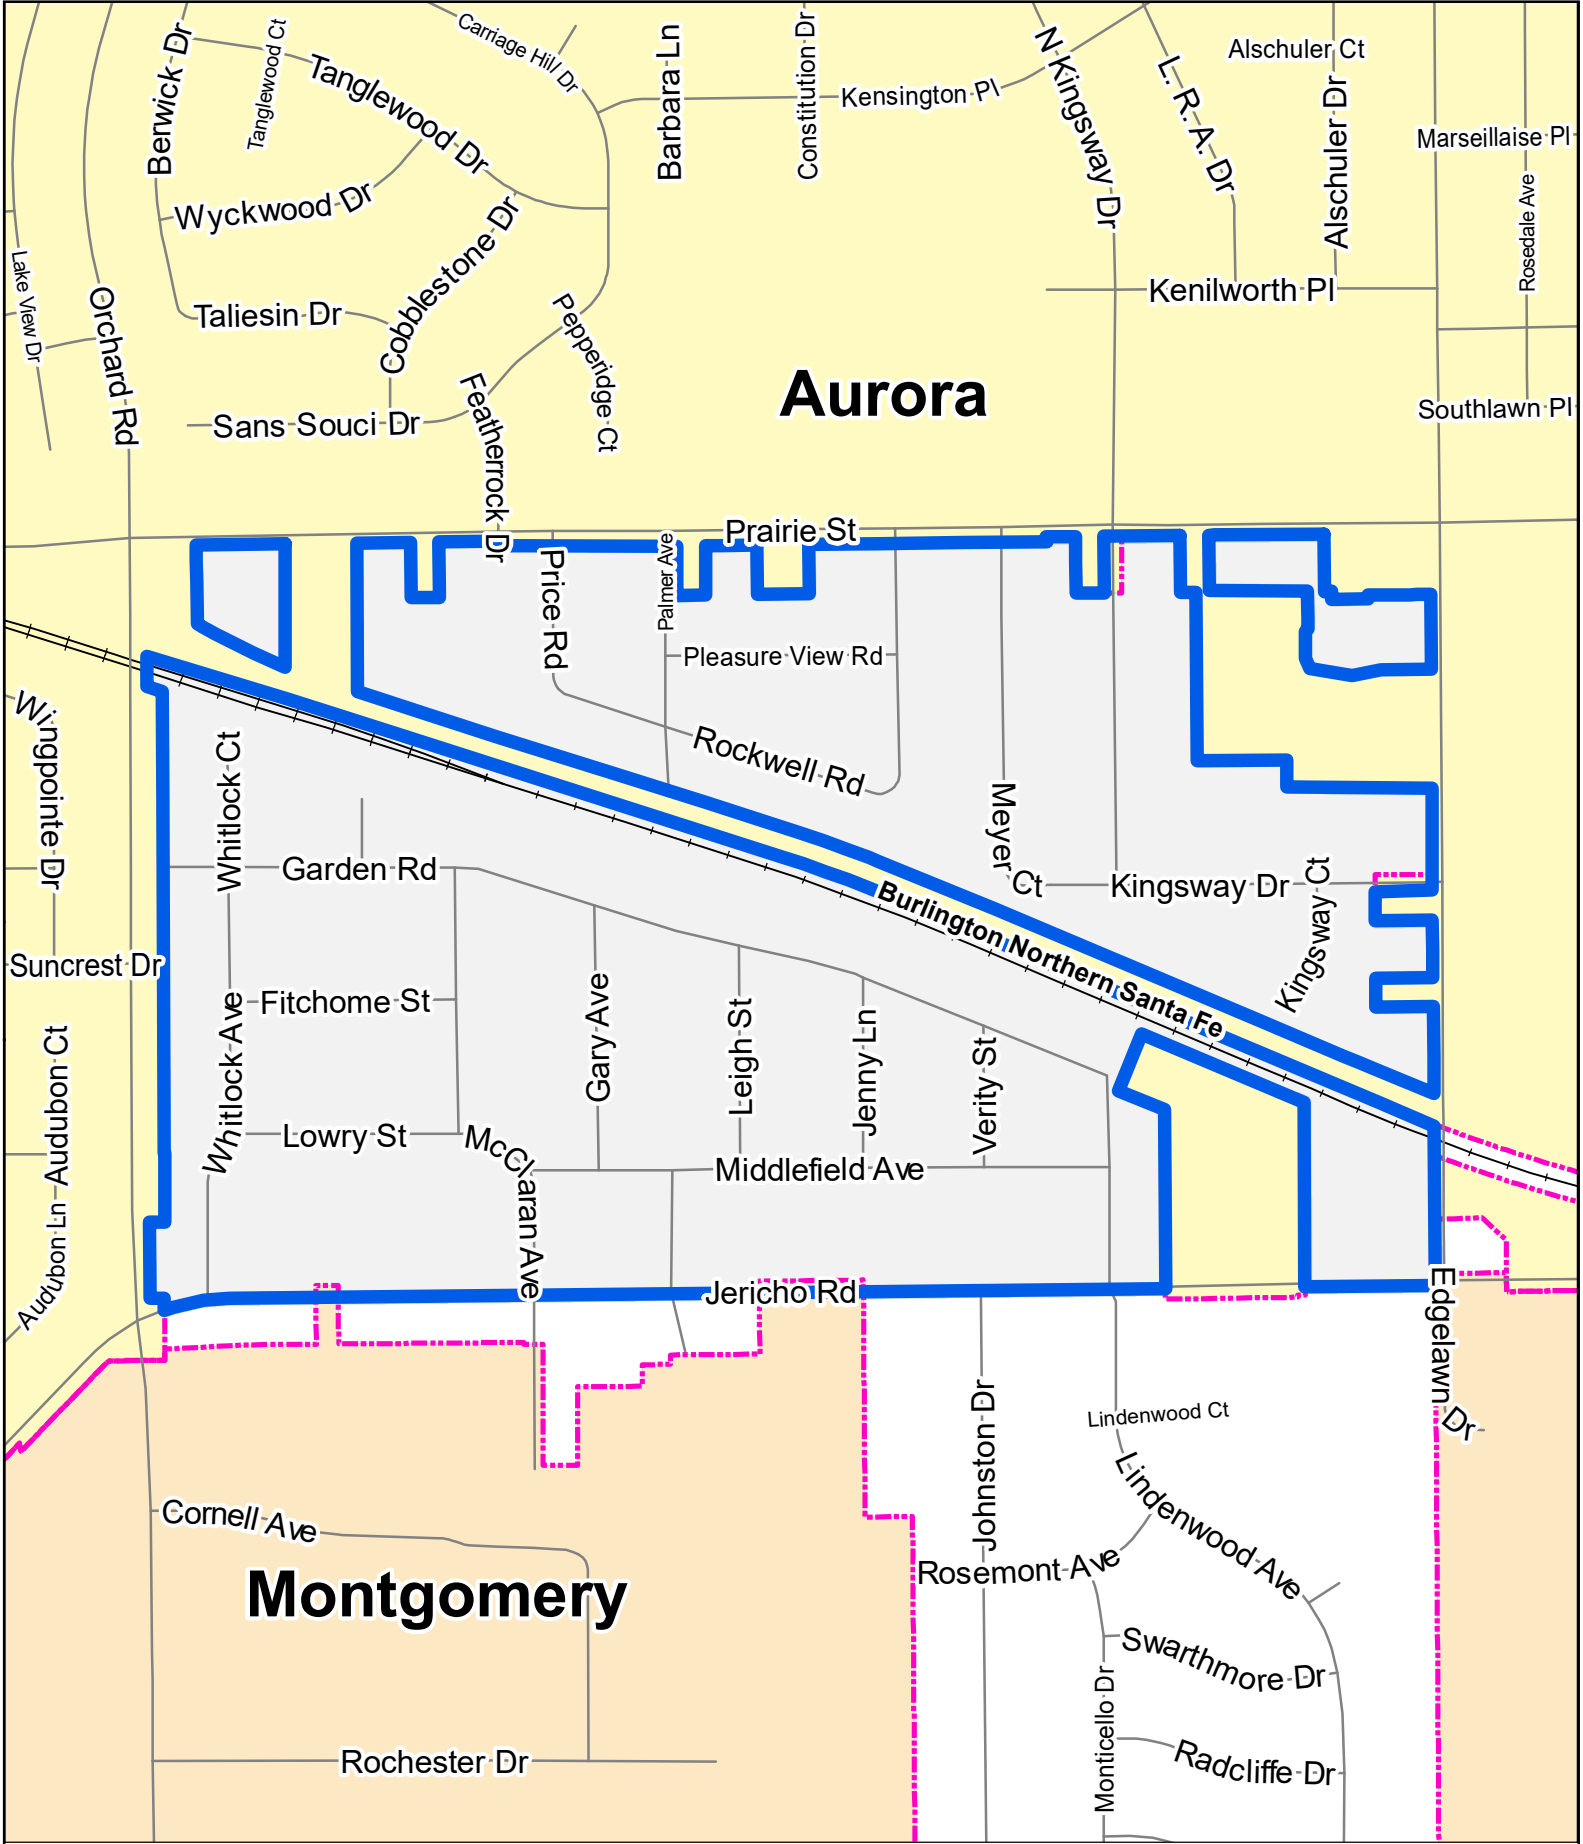 Berwick Dr
Tanglewood Ct
Tanglewood Dr
Carriage Hill Dr
Barbara Ln
Constitution Dr
Kensington Pl
N Kingsway Dr
L. R. A. Dr
Alschuler Ct
Alschuler Dr
Marseillaise Pl
Rosedale Ave
Wyckwood Dr
Cobblestone Dr
Lake View Dr
Orchard Rd
Taliesin Dr
Pepperidge Ct
Kenilworth Pl
Featherrock Dr
Aurora
Sans Souci Dr
Southlawn Pl
Prairie St
Price Rd
Palmer Ave
Pleasure View Rd
Wingpointe Dr
Whitlock Ct
Rockwell Rd
Meyer Ct
Garden Rd
Kingsway Dr
Kingsway Ct
Burlington Northern Santa Fe
Suncrest Dr
Fitchome St
Whitlock Ave
Gary Ave
Leigh St
Jenny Ln
Verity St
Audubon Ct
Audubon Ln
Lowry St
McClaran Ave
Middlefield Ave
Jericho Rd
Edgelawn Dr
Johnston Dr
Lindenwood Ct
Lindenwood Ave
Cornell Ave
Rosemont Ave
Montgomery
Swarthmore Dr
Monticello Dr
Radcliffe Dr
Rochester Dr